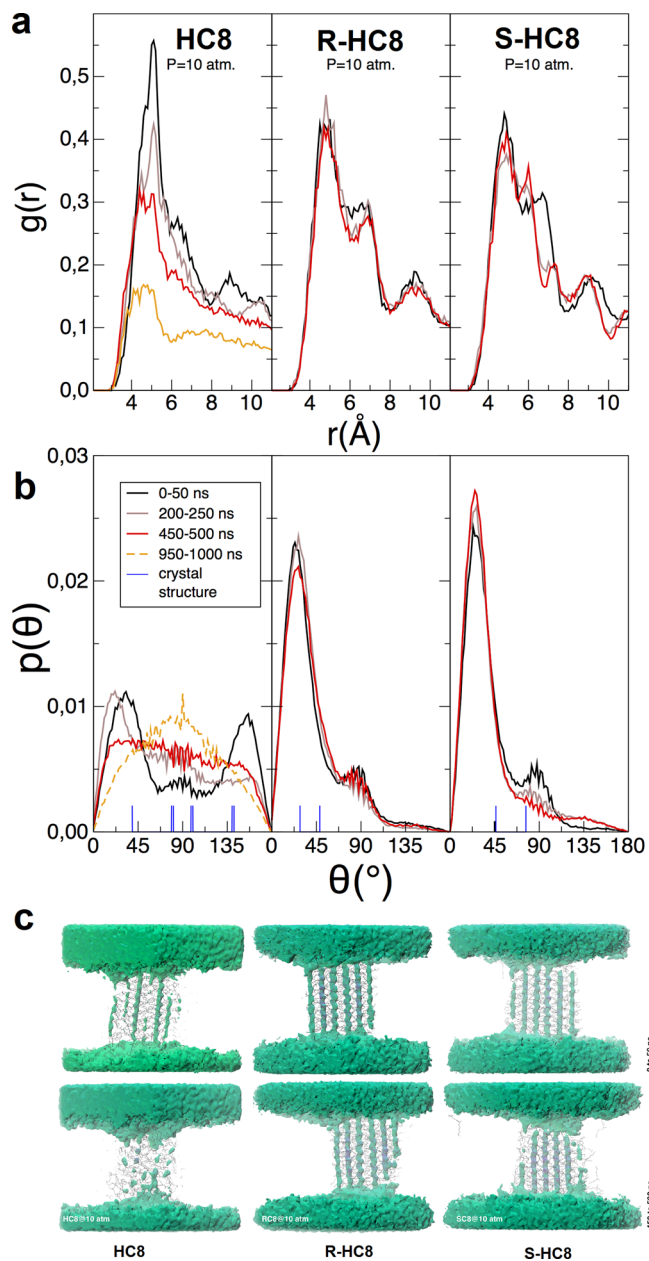 a
HC8 R-HC8 S-HC8
P=10 atm. P=10 atm. P=10 atm.
0,5
0,4
0,3
0,2
0,1
0,0
g(r)
4 6 8 10 4 6 8 10 4 6 8 10
r(Å)
b
0,03
0,02
0,01
0,00
p(θ)
0-50 ns
200-250 ns
450-500 ns
950-1000 ns
crystal
structure
0 45 90 135 0 45 90 135 0 45 90 135 180
θ(°)
c
HC8@10 atm RC8@10 atm SC8@10 atm
HC8 R-HC8 S-HC8